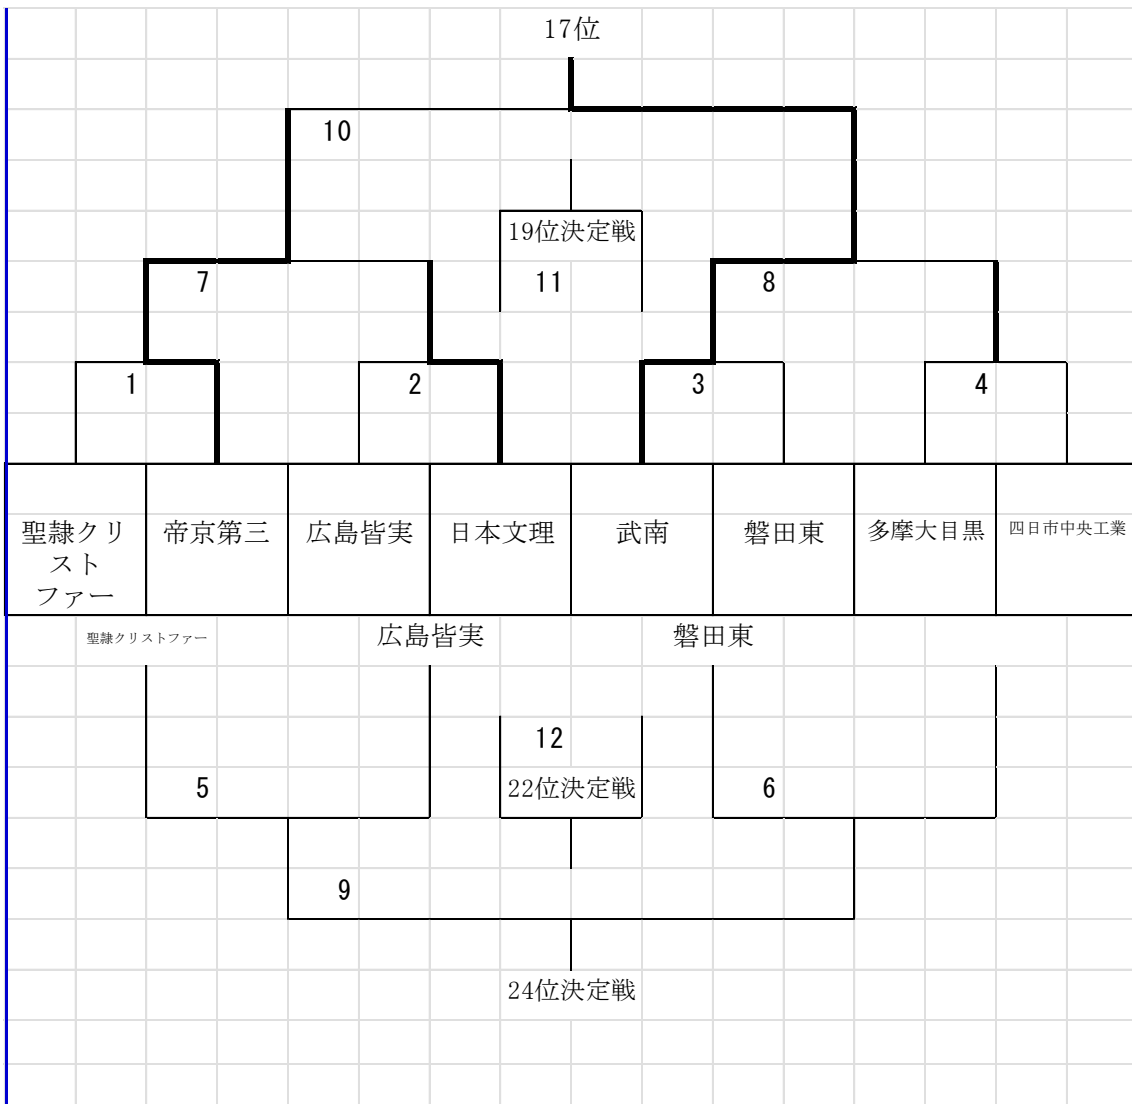 17位
10
19位決定戦
7
11
8
1
2
3
4
聖隷クリ
スト
ファー
帝京第三
広島皆実
日本文理
武南
磐田東
多摩大目黒
四日市中央工業
聖隷クリストファー
広島皆実
磐田東
12
5
22位決定戦
6
9
24位決定戦